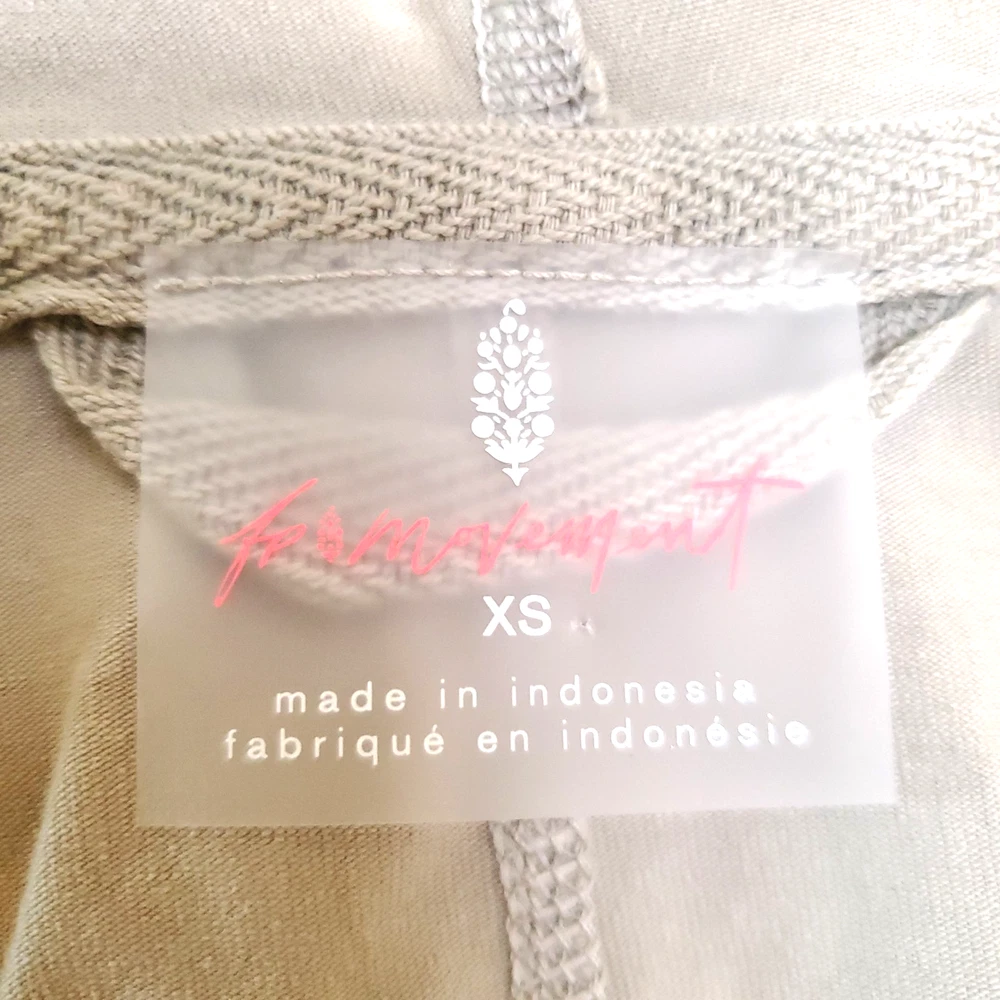 fp movement
XS
made in indonesia
fabriqué en indonésie